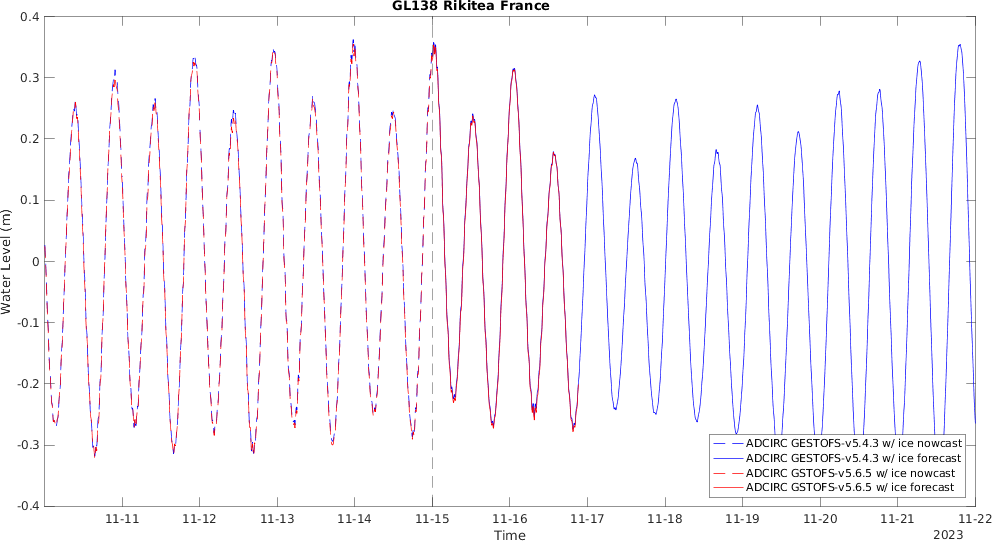 GL138 Rikitea France
0.4
0.3
0.2
0.1
0
-0.1
-0.2
-0.3
-0.4
Water Level (m)
ADCIRC GESTOFS-v5.4.3 w/ ice nowcast
ADCIRC GESTOFS-v5.4.3 w/ ice forecast
ADCIRC GSTOFS-v5.6.5 w/ ice nowcast
ADCIRC GSTOFS-v5.6.5 w/ ice forecast
11-11 11-12 11-13 11-14 11-15 11-16 11-17 11-18 11-19 11-20 11-21 11-22
Time
2023